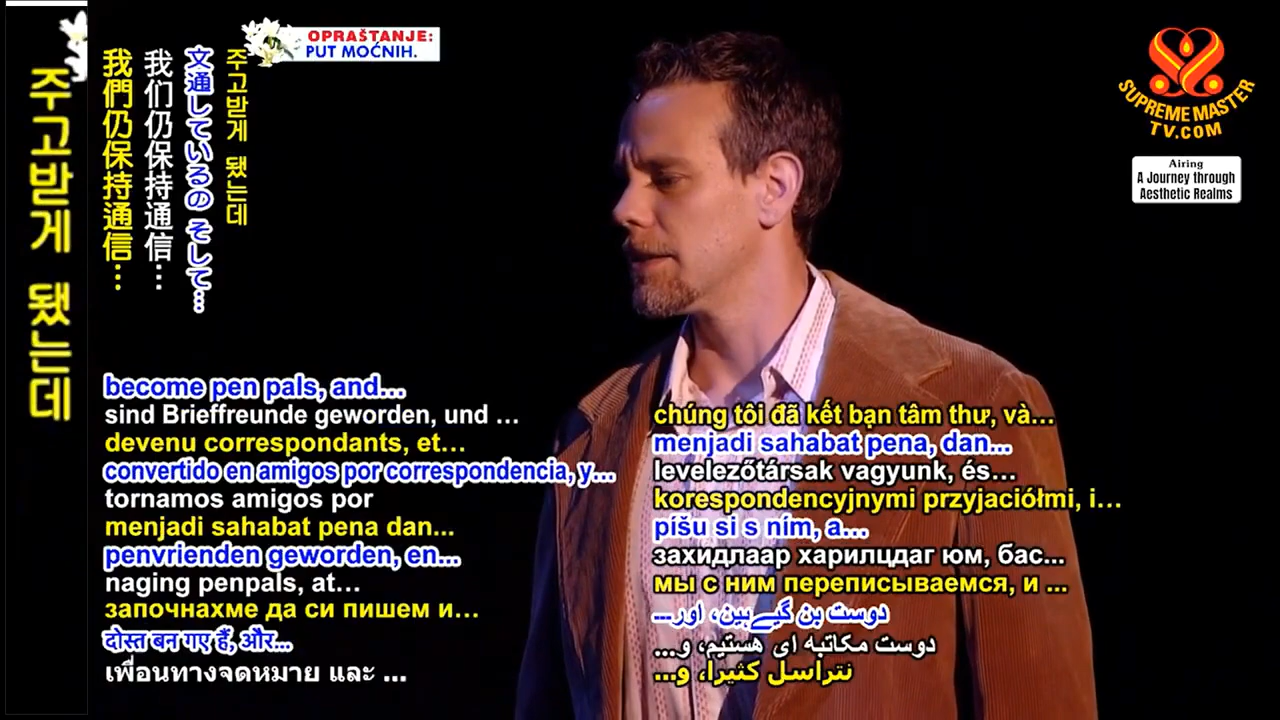 주고받게 됐는데
我們仍保持通信…
我们仍保持通信…
文通しているの そして…
주고받게 됐는데
OPRAŠTANJE:
PUT MOĆNIH.
SUPREME MASTER
TV.COM
Airing
A Journey through
Aesthetic Realms
become pen pals, and…
sind Brieffreunde geworden, und …
devenu correspondants, et…
convertido en amigos por correspondencia, y…
tornamos amigos por
menjadi sahabat pena dan...
penvrienden geworden, en...
naging penpals, at…
започнахме да си пишем и…
दोस्त बन गए हैं, और...
เพื่อนทางจดหมาย และ ...
chúng tôi đã kết bạn tâm thư, và…
menjadi sahabat pena, dan...
levelezőtársak vagyunk, és…
korespondencyjnymi przyjaciółmi, i…
píšu si s ním, a…
захидлаар харилцдаг юм, бас...
мы с ним переписываемся, и ...
دوست بن گیےہین، اور...
دوست مکاتبه ای هستیم، و...
نتراسل كثيرا، و...